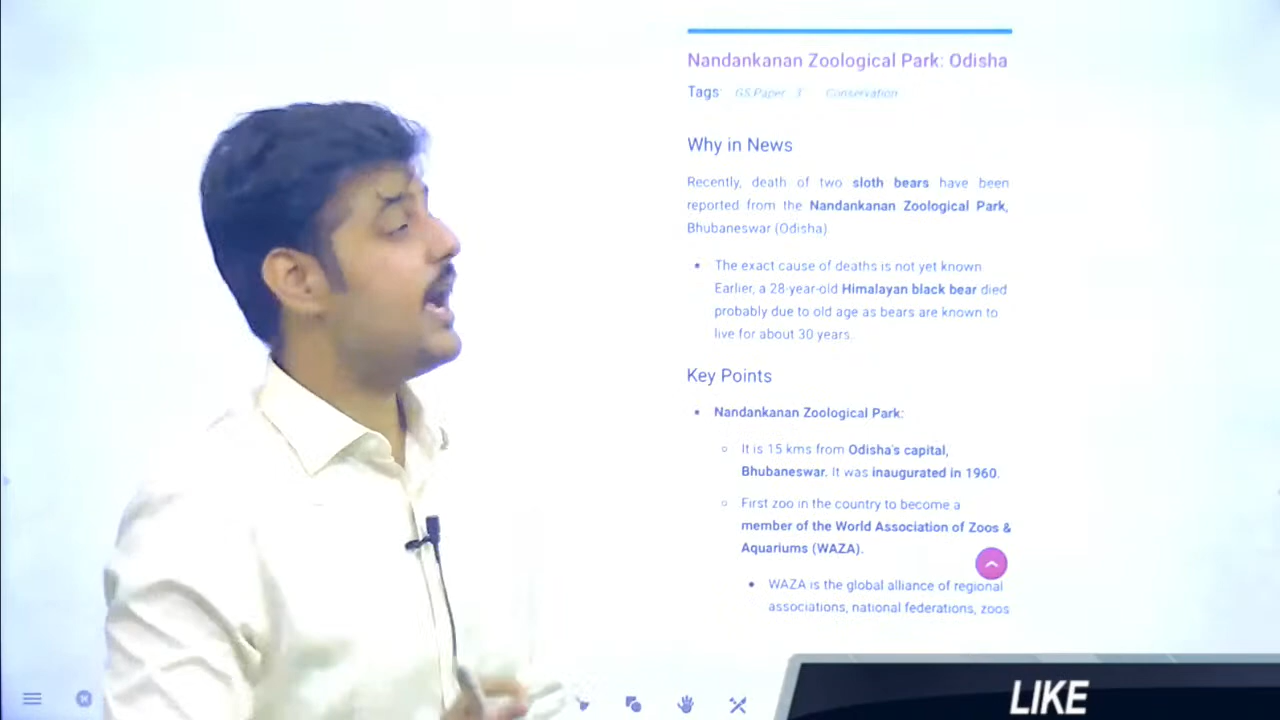 Nandankanan Zoological Park: Odisha
Tags: GS Paper - 3 Conservation
Why in News
Recently, death of two sloth bears have been
reported from the Nandankanan Zoological Park,
Bhubaneswar (Odisha)
The exact cause of deaths is not yet known
Earlier, a 28-year-old Himalayan black bear died
probably due to old age as bears are known to
live for about 30 years.
Key Points
Nandankanan Zoological Park:
It is 15 kms from Odisha's capital,
Bhubaneswar. It was inaugurated in 1960.
First zoo in the country to become a
member of the World Association of Zoos &
Aquariums (WAZA).
WAZA is the global alliance of regional
associations, national federations, zoos
LIKE